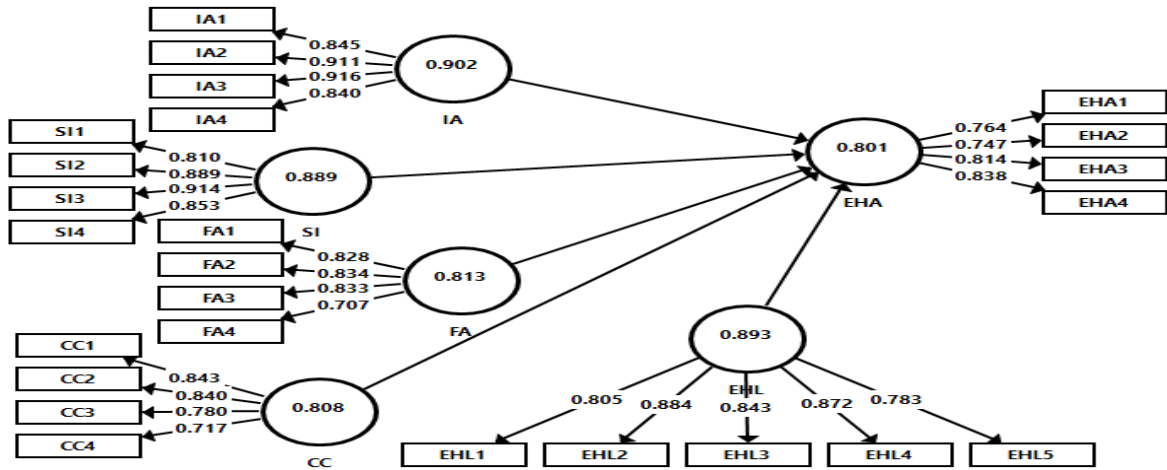 IA1
IA2
IA3
IA4
0.845
0.911
0.916
0.840
0.902
IA
SI1
SI2
SI3
SI4
0.810
0.889
0.914
0.853
0.889
SI
FA1
FA2
FA3
FA4
0.828
0.834
0.833
0.707
0.813
FA
CC1
CC2
CC3
CC4
0.843
0.840
0.780
0.717
0.808
CC
0.801
EHA
0.764
0.747
0.814
0.838
EHA1
EHA2
EHA3
EHA4
0.893
EHL
0.805
0.884
0.843
0.872
0.783
EHL1
EHL2
EHL3
EHL4
EHL5